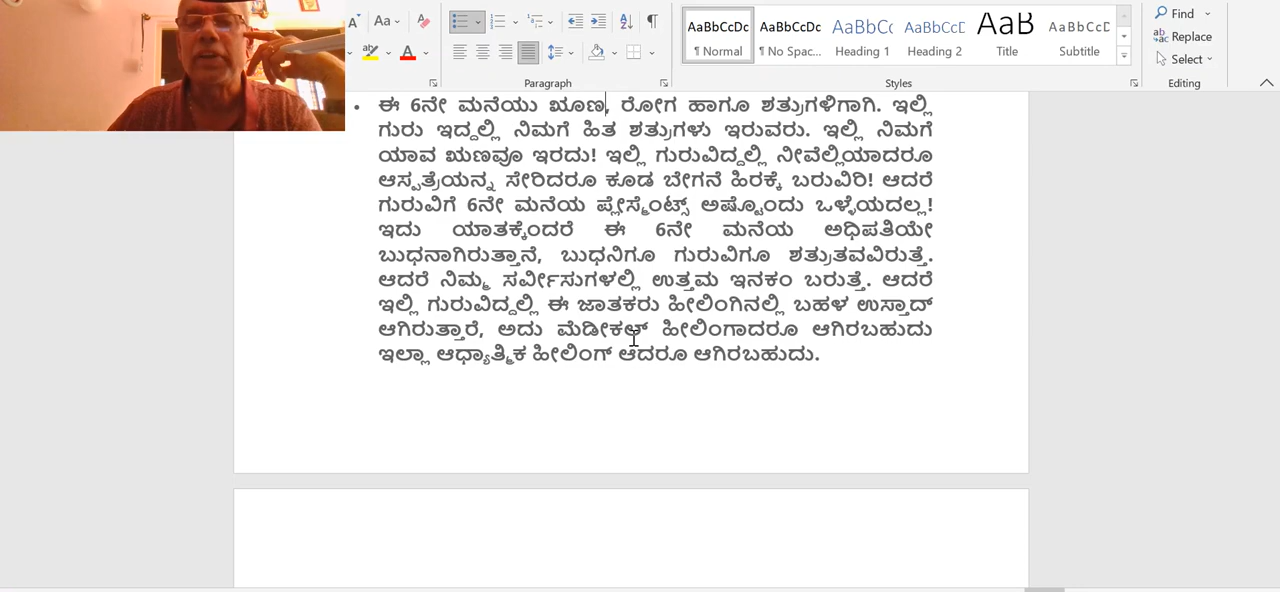 A
Aa
A
Find
Replace
Select
AaBbCcDc
AaBbCcDc
AaBbCc
AaBbCcD
AaB
AaBbCcD
¶ Normal
¶ No Spac...
Heading 1
Heading 2
Title
Subtitle
Paragraph
Styles
Editing
• ಈ 6ನೇ ಮನೆಯು ಋಣ, ರೋಗ ಹಾಗೂ ಶತ್ರುಗಳಿಗಾಗಿ. ಇಲ್ಲಿ
ಗುರು ಇದ್ದಲ್ಲಿ ನಿಮಗೆ ಹಿತ ಶತ್ರುಗಳು ಇರುವರು. ಇಲ್ಲಿ ನಿಮಗೆ
ಯಾವ ಋಣವೂ ಇರದು! ಇಲ್ಲಿ ಗುರುವಿದ್ದಲ್ಲಿ ನೀವೆಲ್ಲಿಯಾದರೂ
ಆಸ್ಪತ್ರೆಯನ್ನ ಸೇರಿದರೂ ಕೂಡ ಬೇಗನೆ ಹಿರಕ್ಕೆ ಬರುವಿರಿ! ಆದರೆ
ಗುರುವಿಗೆ 6ನೇ ಮನೆಯ ಪ್ಲೇಸ್ಮೆಂಟ್ಸ್ ಅಷ್ಟೊಂದು ಒಳ್ಳೆಯದಲ್ಲ!
ಇದು ಯಾತಕ್ಕೆಂದರೆ ಈ 6ನೇ ಮನೆಯ ಅಧಿಪತಿಯೇ
ಬುಧನಾಗಿರುತ್ತಾನೆ, ಬುಧನಿಗೂ ಗುರುವಿಗೂ ಶತ್ರುತವವಿರುತ್ತೆ.
ಆದರೆ ನಿಮ್ಮ ಸರ್ವೀಸುಗಳಲ್ಲಿ ಉತ್ತಮ ಇನಕಂ ಬರುತ್ತೆ. ಆದರೆ
ಇಲ್ಲಿ ಗುರುವಿದ್ದಲ್ಲಿ ಈ ಜಾತಕರು ಹೀಲಿಂಗಿನಲ್ಲಿ ಬಹಳ ಉಸ್ತಾದ್
ಆಗಿರುತ್ತಾರೆ, ಅದು ಮೆಡೀಕಲ್ ಹೀಲಿಂಗಾದರೂ ಆಗಿರಬಹುದು
ಇಲ್ಲಾ ಆಧ್ಯಾತ್ಮಿಕ ಹೀಲಿಂಗ್ ಆದರೂ ಆಗಿರಬಹುದು.